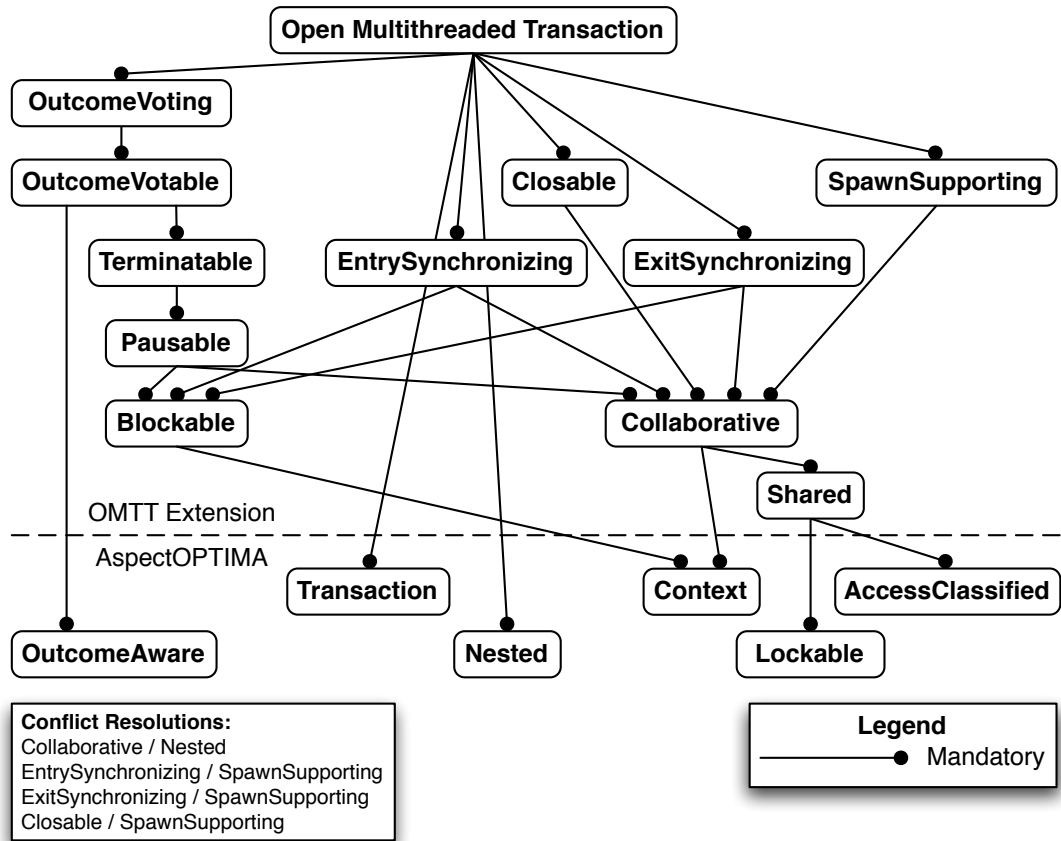 Open Multithreaded Transaction
OutcomeVoting
OutcomeVotable
Closable
SpawnSupporting
Terminatable
EntrySynchronizing
ExitSynchronizing
Pausable
Blockable
Collaborative
Shared
OMTT Extension
AspectOPTIMA
Transaction
Context
AccessClassified
OutcomeAware
Nested
Lockable
Conflict Resolutions:
Collaborative / Nested
EntrySynchronizing / SpawnSupporting
ExitSynchronizing / SpawnSupporting
Closable / SpawnSupporting
Legend
Mandatory